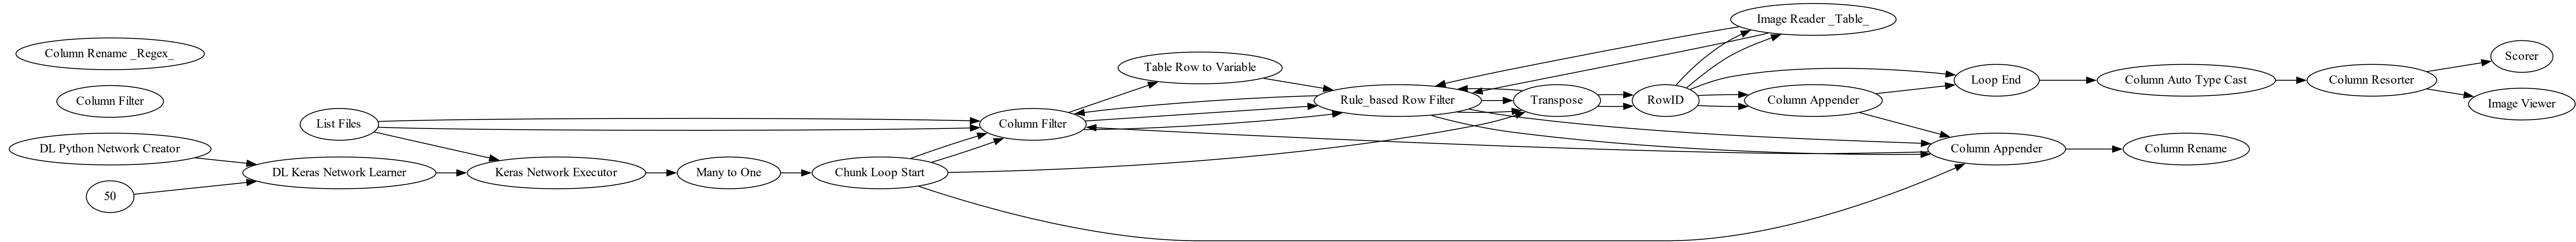 Column Rename _Regex_
Column Filter
DL Python Network Creator
50
List Files
DL Keras Network Learner
Keras Network Executor
Many to One
Chunk Loop Start
Column Filter
Table Row to Variable
Rule_based Row Filter
Transpose
RowID
Image Reader _Table_
Column Appender
Loop End
Column Appender
Column Auto Type Cast
Column Rename
Column Resorter
Scorer
Image Viewer